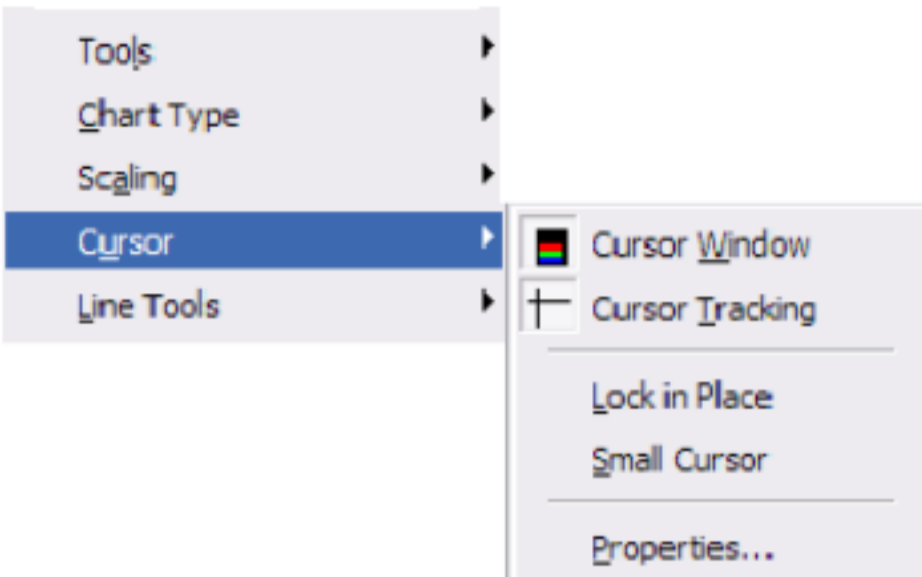 Tools
Chart Type
Scaling
Cursor
Line Tools
Cursor Window
Cursor Tracking
Lock in Place
Small Cursor
Properties...